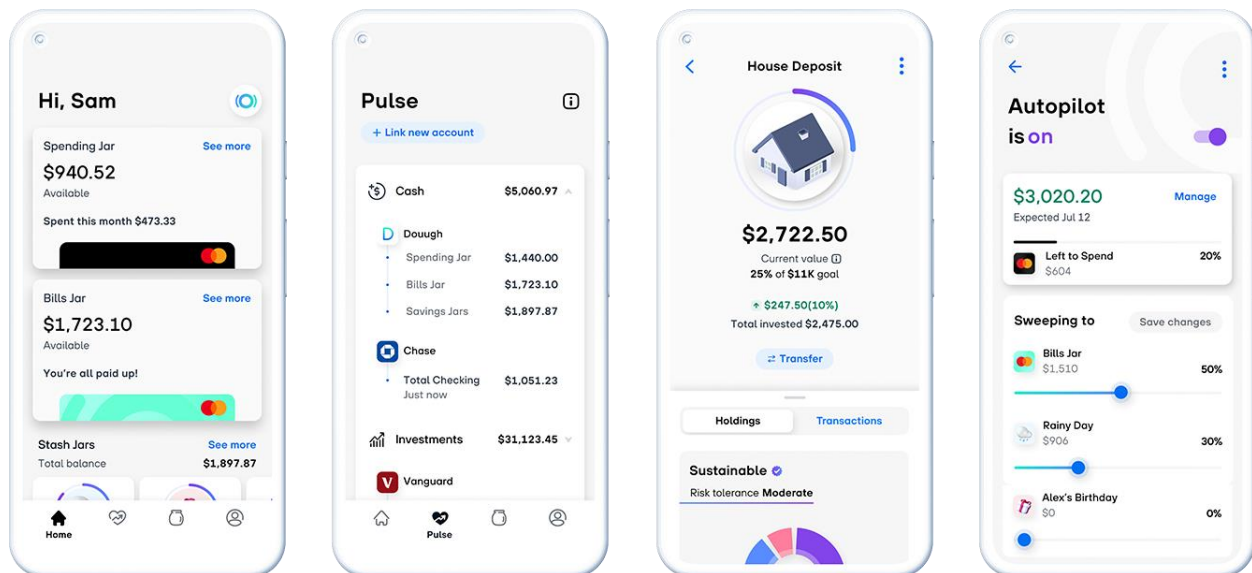 Hi, Sam
Spending Jar See more
$940.52
Available
Spent this month $473.33
Bills Jar See more
$1,723.10
Available
You're all paid up!
Stash Jars See more
Total balance $1,897.87
Home
Pulse
+ Link new account
Cash $5,060.97
Douugh
Spending Jar $1,440.00
Bills Jar $1,723.10
Savings Jars $1,897.87
Chase
Total Checking $1,051.23
Just now
Investments $31,123.45
V Vanguard
Pulse
House Deposit
$2,722.50
Current value
25% of $11K goal
$247.50(10%)
Total invested $2,475.00
Transfer
Holdings Transactions
Sustainable
Risk tolerance Moderate
Autopilot
is on
$3,020.20 Manage
Expected Jul 12
Left to Spend 20%
$604
Sweeping to Save changes
Bills Jar
$1,510 50%
Rainy Day
$906 30%
Alex's Birthday
$0 0%